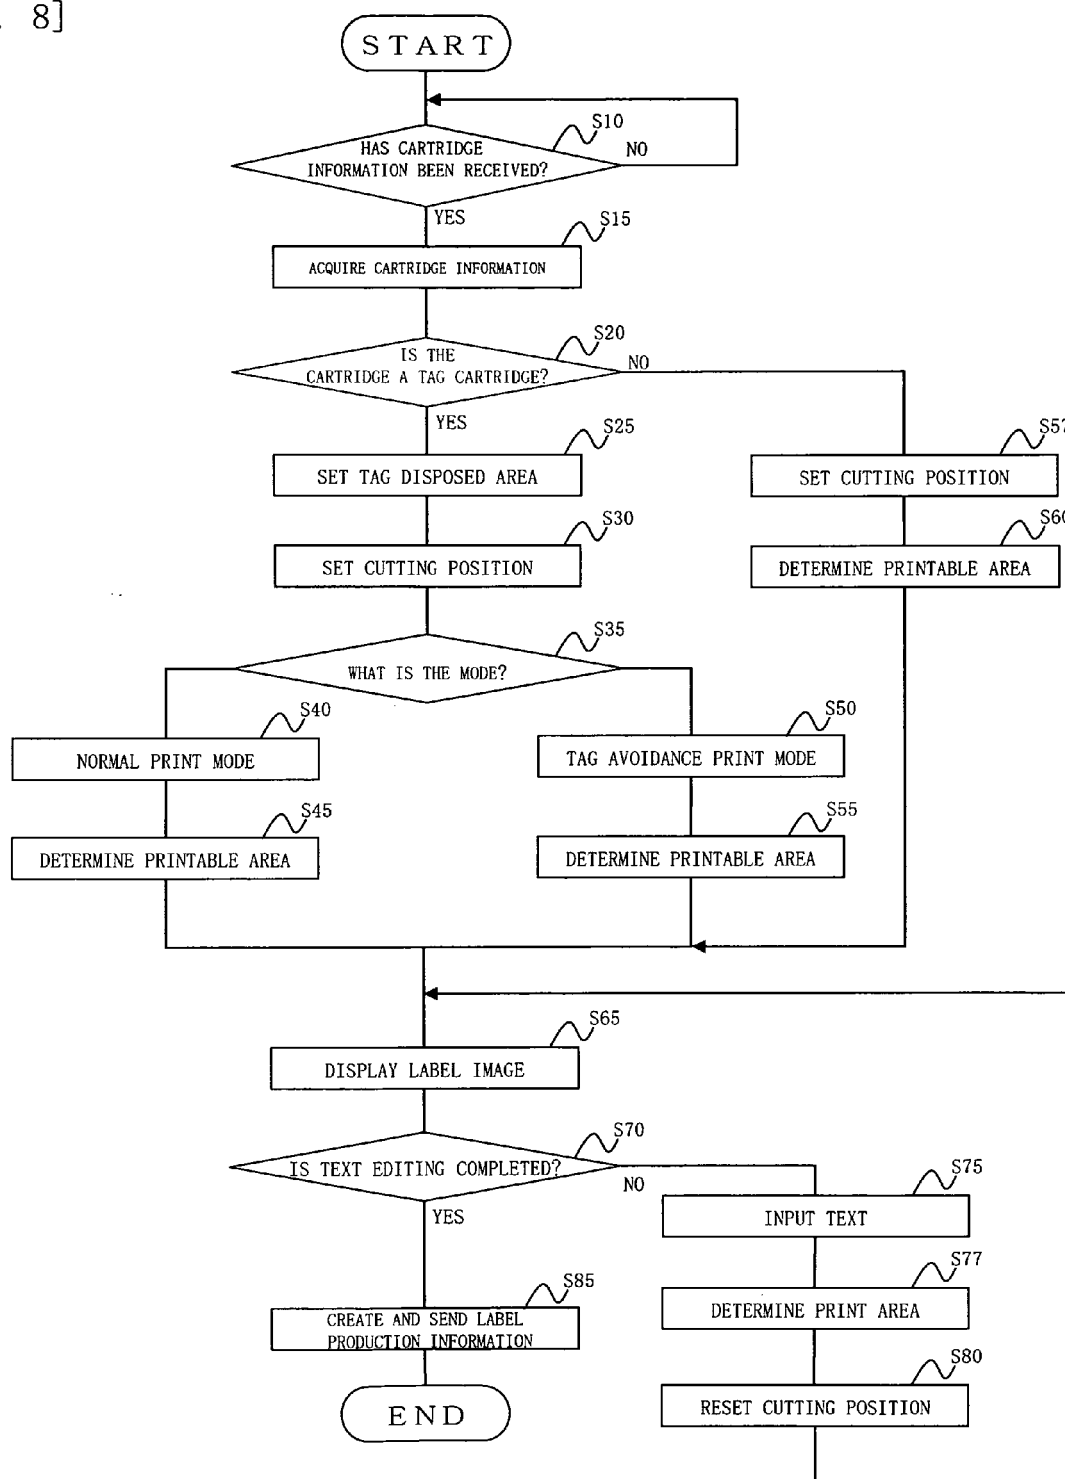 8]
START
S10
HAS CARTRIDGE
INFORMATION BEEN RECEIVED?
NO
YES
S15
ACQUIRE CARTRIDGE INFORMATION
S20
IS THE
CARTRIDGE A TAG CARTRIDGE?
NO
YES
S25
SET TAG DISPOSED AREA
S57
SET CUTTING POSITION
S30
SET CUTTING POSITION
S60
DETERMINE PRINTABLE AREA
S35
WHAT IS THE MODE?
S40
NORMAL PRINT MODE
S50
TAG AVOIDANCE PRINT MODE
S45
DETERMINE PRINTABLE AREA
S55
DETERMINE PRINTABLE AREA
S65
DISPLAY LABEL IMAGE
S70
IS TEXT EDITING COMPLETED?
NO
YES
S75
INPUT TEXT
S77
DETERMINE PRINT AREA
S85
CREATE AND SEND LABEL
PRODUCTION INFORMATION
S80
RESET CUTTING POSITION
END